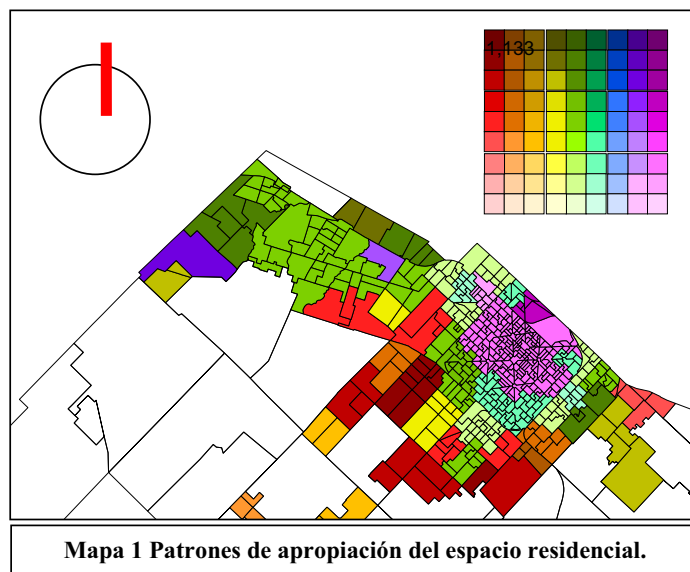 1,133
Mapa 1 Patrones de apropiación del espacio residencial.